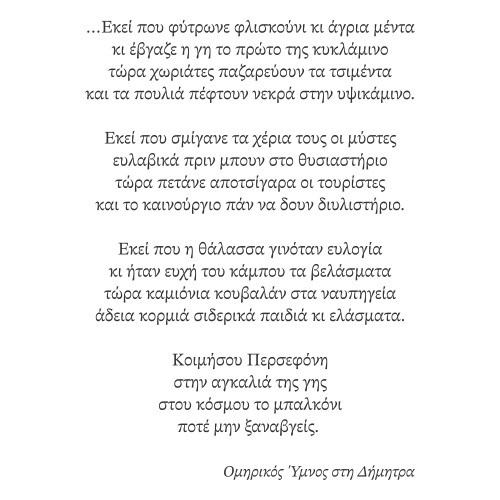 ...Εκεί που φύτρωνε φλισκούνι κι άγρια μέντα
κι έβγαζε η γη το πρώτο της κυκλάμινο
τώρα χωριάτες παζαρεύουν τα τσιμέντα
και τα πουλιά πέφτουν νεκρά στην υψικάμινο.
Εκεί που σμίγανε τα χέρια τους οι μύστες
ευλαβικά πριν μπουν στο θυσιαστήριο
τώρα πετάνε αποτσίγαρα οι τουρίστες
και το καινούργιο πάν να δουν διυλιστήριο.
Εκεί που η θάλασσα γινόταν ευλογία
κι ήταν ευχή του κάμπου τα βελάσματα
τώρα καμιόνια κουβαλάν στα ναυπηγεία
άδεια κορμιά σιδερικά παιδιά κι ελάσματα.
Κοιμήσου Περσεφόνη
στην αγκαλιά της γης
στου κόσμου το μπαλκόνι
ποτέ μην ξαναβγείς.
Ομηρικός Ύμνος στη Δήμητρα